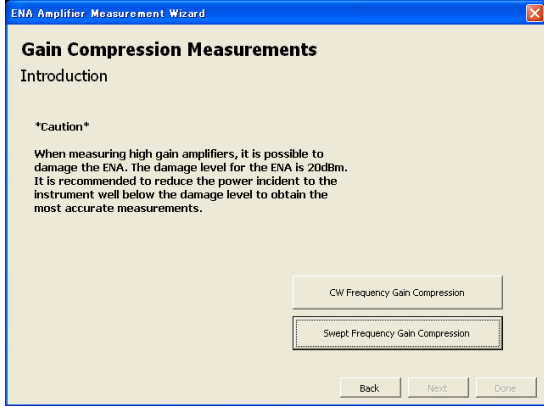 ENA Amplifier Measurement Wizard
Gain Compression Measurements
Introduction
*Caution*
When measuring high gain amplifiers, it is possible to
damage the ENA. The damage level for the ENA is 20dBm.
It is recommended to reduce the power incident to the
instrument well below the damage level to obtain the
most accurate measurements.
CW Frequency Gain Compression
Swept Frequency Gain Compression
Back
Next
Done